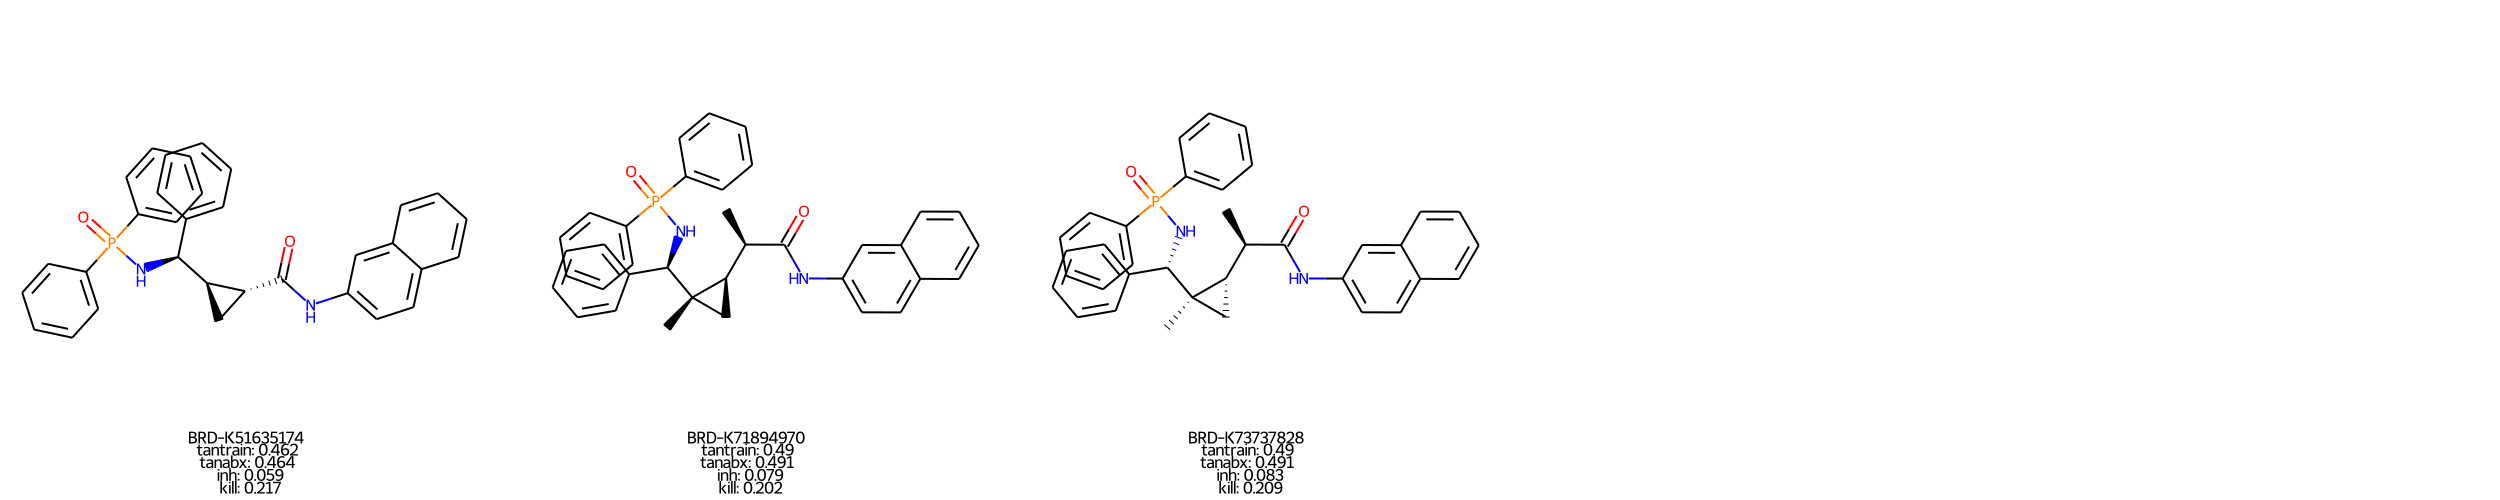 O
P
N
H
O
N
H
BRD-K51635174
tantrain: 0.462
tanabx: 0.464
inh: 0.059
kill: 0.217
O
P
NH
O
HN
BRD-K71894970
tantrain: 0.49
tanabx: 0.491
inh: 0.079
kill: 0.202
O
P
NH
O
HN
BRD-K73737828
tantrain: 0.49
tanabx: 0.491
inh: 0.083
kill: 0.209